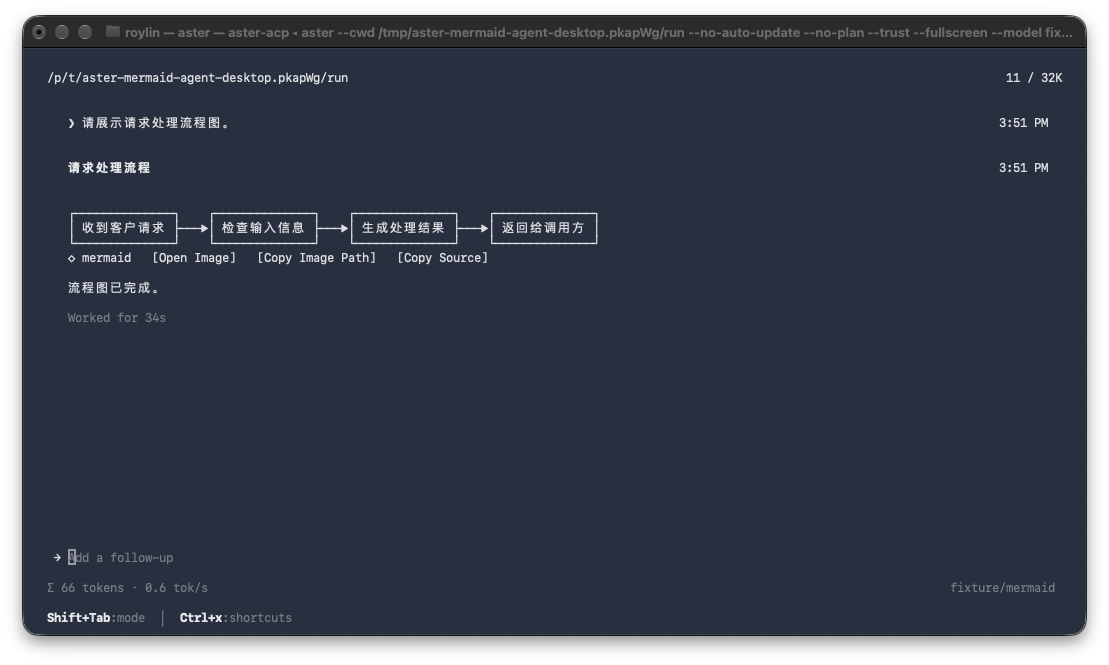 roylin — aster — aster-acp ◂ aster --cwd /tmp/aster-mermaid-agent-desktop.pkapWg/run --no-auto-update --no-plan --trust --fullscreen --model fix...
/p/t/aster-mermaid-agent-desktop.pkapWg/run 11 / 32K
❯ 请展示请求处理流程图。 3:51 PM
请求处理流程 3:51 PM
收到客户请求 检查输入信息 生成处理结果 返回给调用方
◇ mermaid [Open Image] [Copy Image Path] [Copy Source]
流程图已完成。
Worked for 34s
→ Add a follow-up
Σ 66 tokens · 0.6 tok/s fixture/mermaid
Shift+Tab:mode │ Ctrl+x:shortcuts